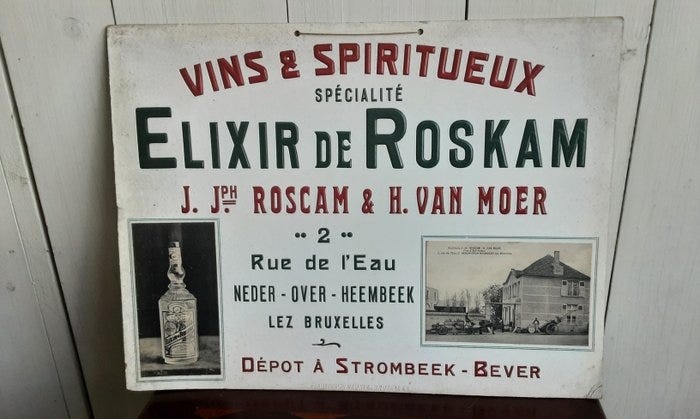 VINS & SPIRITUEUX
SPÉCIALITÉ
ELIXIR DE ROSKAM
J. JPH ROSCAM & H. VAN MOER
2
Rue de l'Eau
NEDER - OVER - HEEMBEEK
LEZ BRUXELLES
DÉPOT À STROMBEEK - BEVER